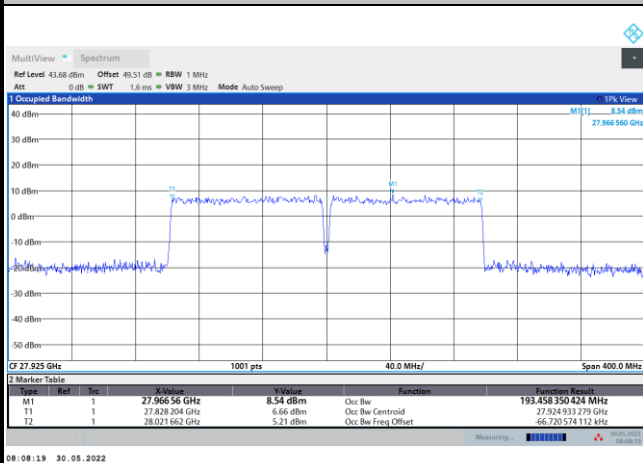 MultiView Spectrum
Ref Level 43.68 dBm Offset 49.51 dB RBW 1 MHz
Att 0 dB SWT 1.6 ms VBW 3 MHz Mode Auto Sweep
1 Occupied Bandwidth 1Pk View
M1[1] 8.54 dBm
27.966 560 GHz
40 dBm
30 dBm
20 dBm
10 dBm
0 dBm
-10 dBm
-20 dBm
-30 dBm
-40 dBm
-50 dBm
T1 M1 T2
CF 27.925 GHz 1001 pts 40.0 MHz/ Span 400.0 MHz
2 Marker Table
Type Ref Trc X-Value Y-Value Function Function Result
M1 1 27.966 56 GHz 8.54 dBm Occ Bw 193.458 350 424 MHz
T1 1 27.828 204 GHz 6.66 dBm Occ Bw Centroid 27.924 933 279 GHz
T2 1 28.021 662 GHz 5.21 dBm Occ Bw Freq Offset -66.720 574 112 kHz
Measuring... 30.05.2022
08:08:19
08:08:19 30.05.2022